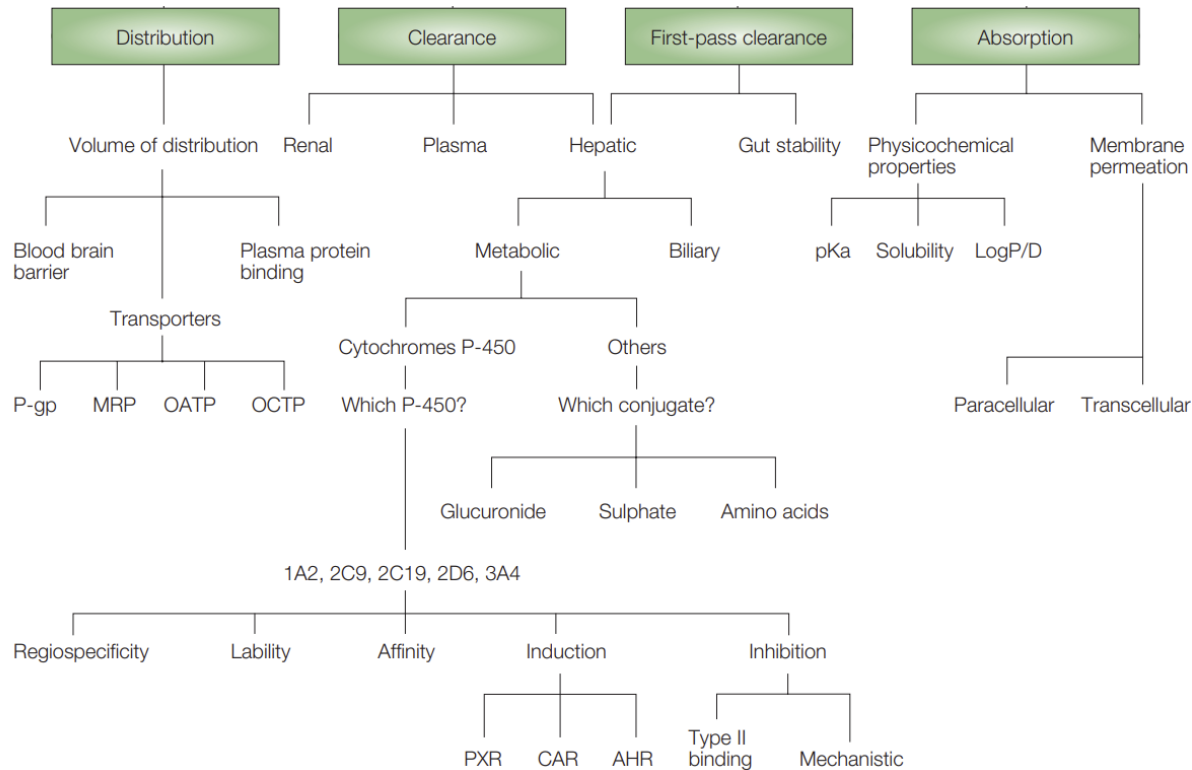 Distribution
Clearance
First-pass clearance
Absorption
Volume of distribution
Renal
Plasma
Hepatic
Gut stability
Physicochemical
properties
Membrane
permeation
Blood brain
barrier
Plasma protein
binding
Metabolic
Biliary
pKa
Solubility
LogP/D
Transporters
Cytochromes P-450
Others
P-gp
MRP
OATP
OCTP
Which P-450?
Which conjugate?
Paracellular
Transcellular
Glucuronide
Sulphate
Amino acids
1A2, 2C9, 2C19, 2D6, 3A4
Regiospecificity
Lability
Affinity
Induction
Inhibition
PXR
CAR
AHR
Type II
binding
Mechanistic